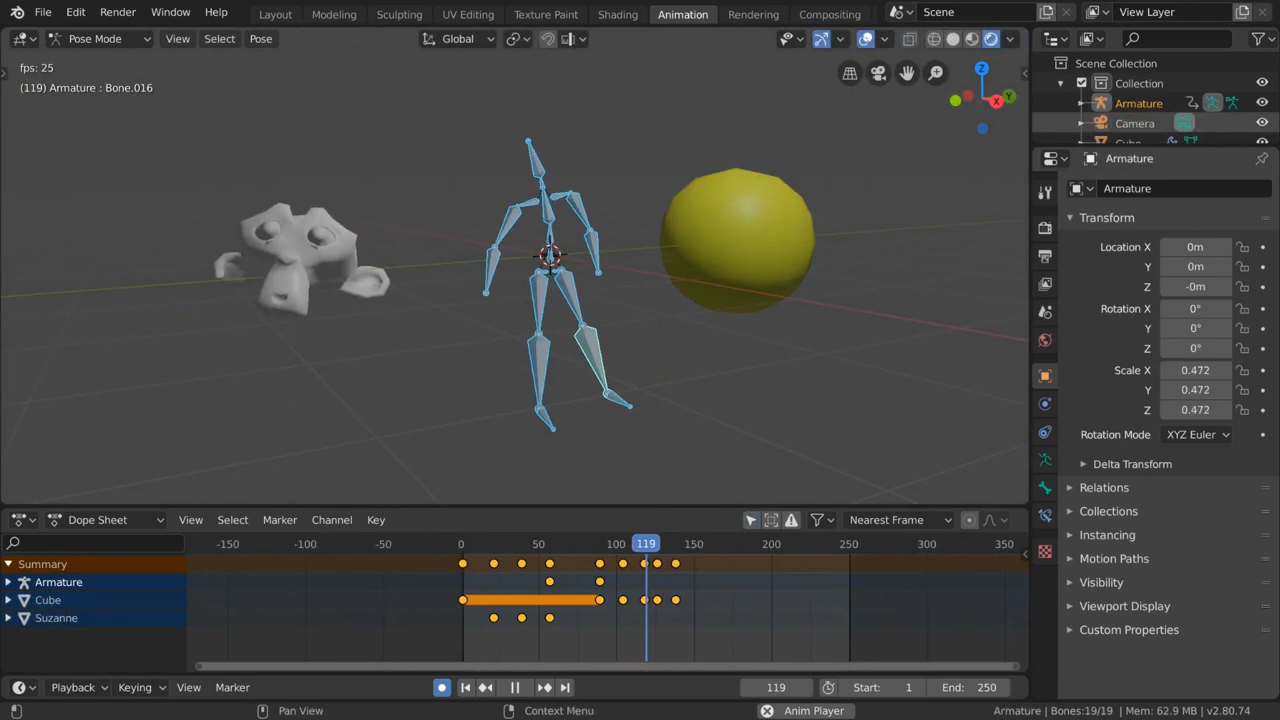 File Edit Render Window Help Layout Modeling Sculpting UV Editing Texture Paint Shading Animation Rendering Compositing Scene View Layer
Pose Mode View Select Pose Global
fps: 25
(119) Armature : Bone.016
Z
Y
X
Scene Collection
Collection
Armature
Camera
Armature
Armature
Transform
Location X 0m
Y 0m
Z -0m
Rotation X 0°
Y 0°
Z 0°
Scale X 0.472
Y 0.472
Z 0.472
Rotation Mode XYZ Euler
Delta Transform
Relations
Collections
Instancing
Motion Paths
Visibility
Viewport Display
Custom Properties
Dope Sheet View Select Marker Channel Key Nearest Frame
-150 -100 -50 0 50 100 119 150 200 250 300 350
Summary
Armature
Cube
Suzanne
Playback Keying View Marker 119 Start: 1 End: 250
Pan View Context Menu Anim Player Armature | Bones:19/19 | Mem: 62.9 MB | v2.80.74